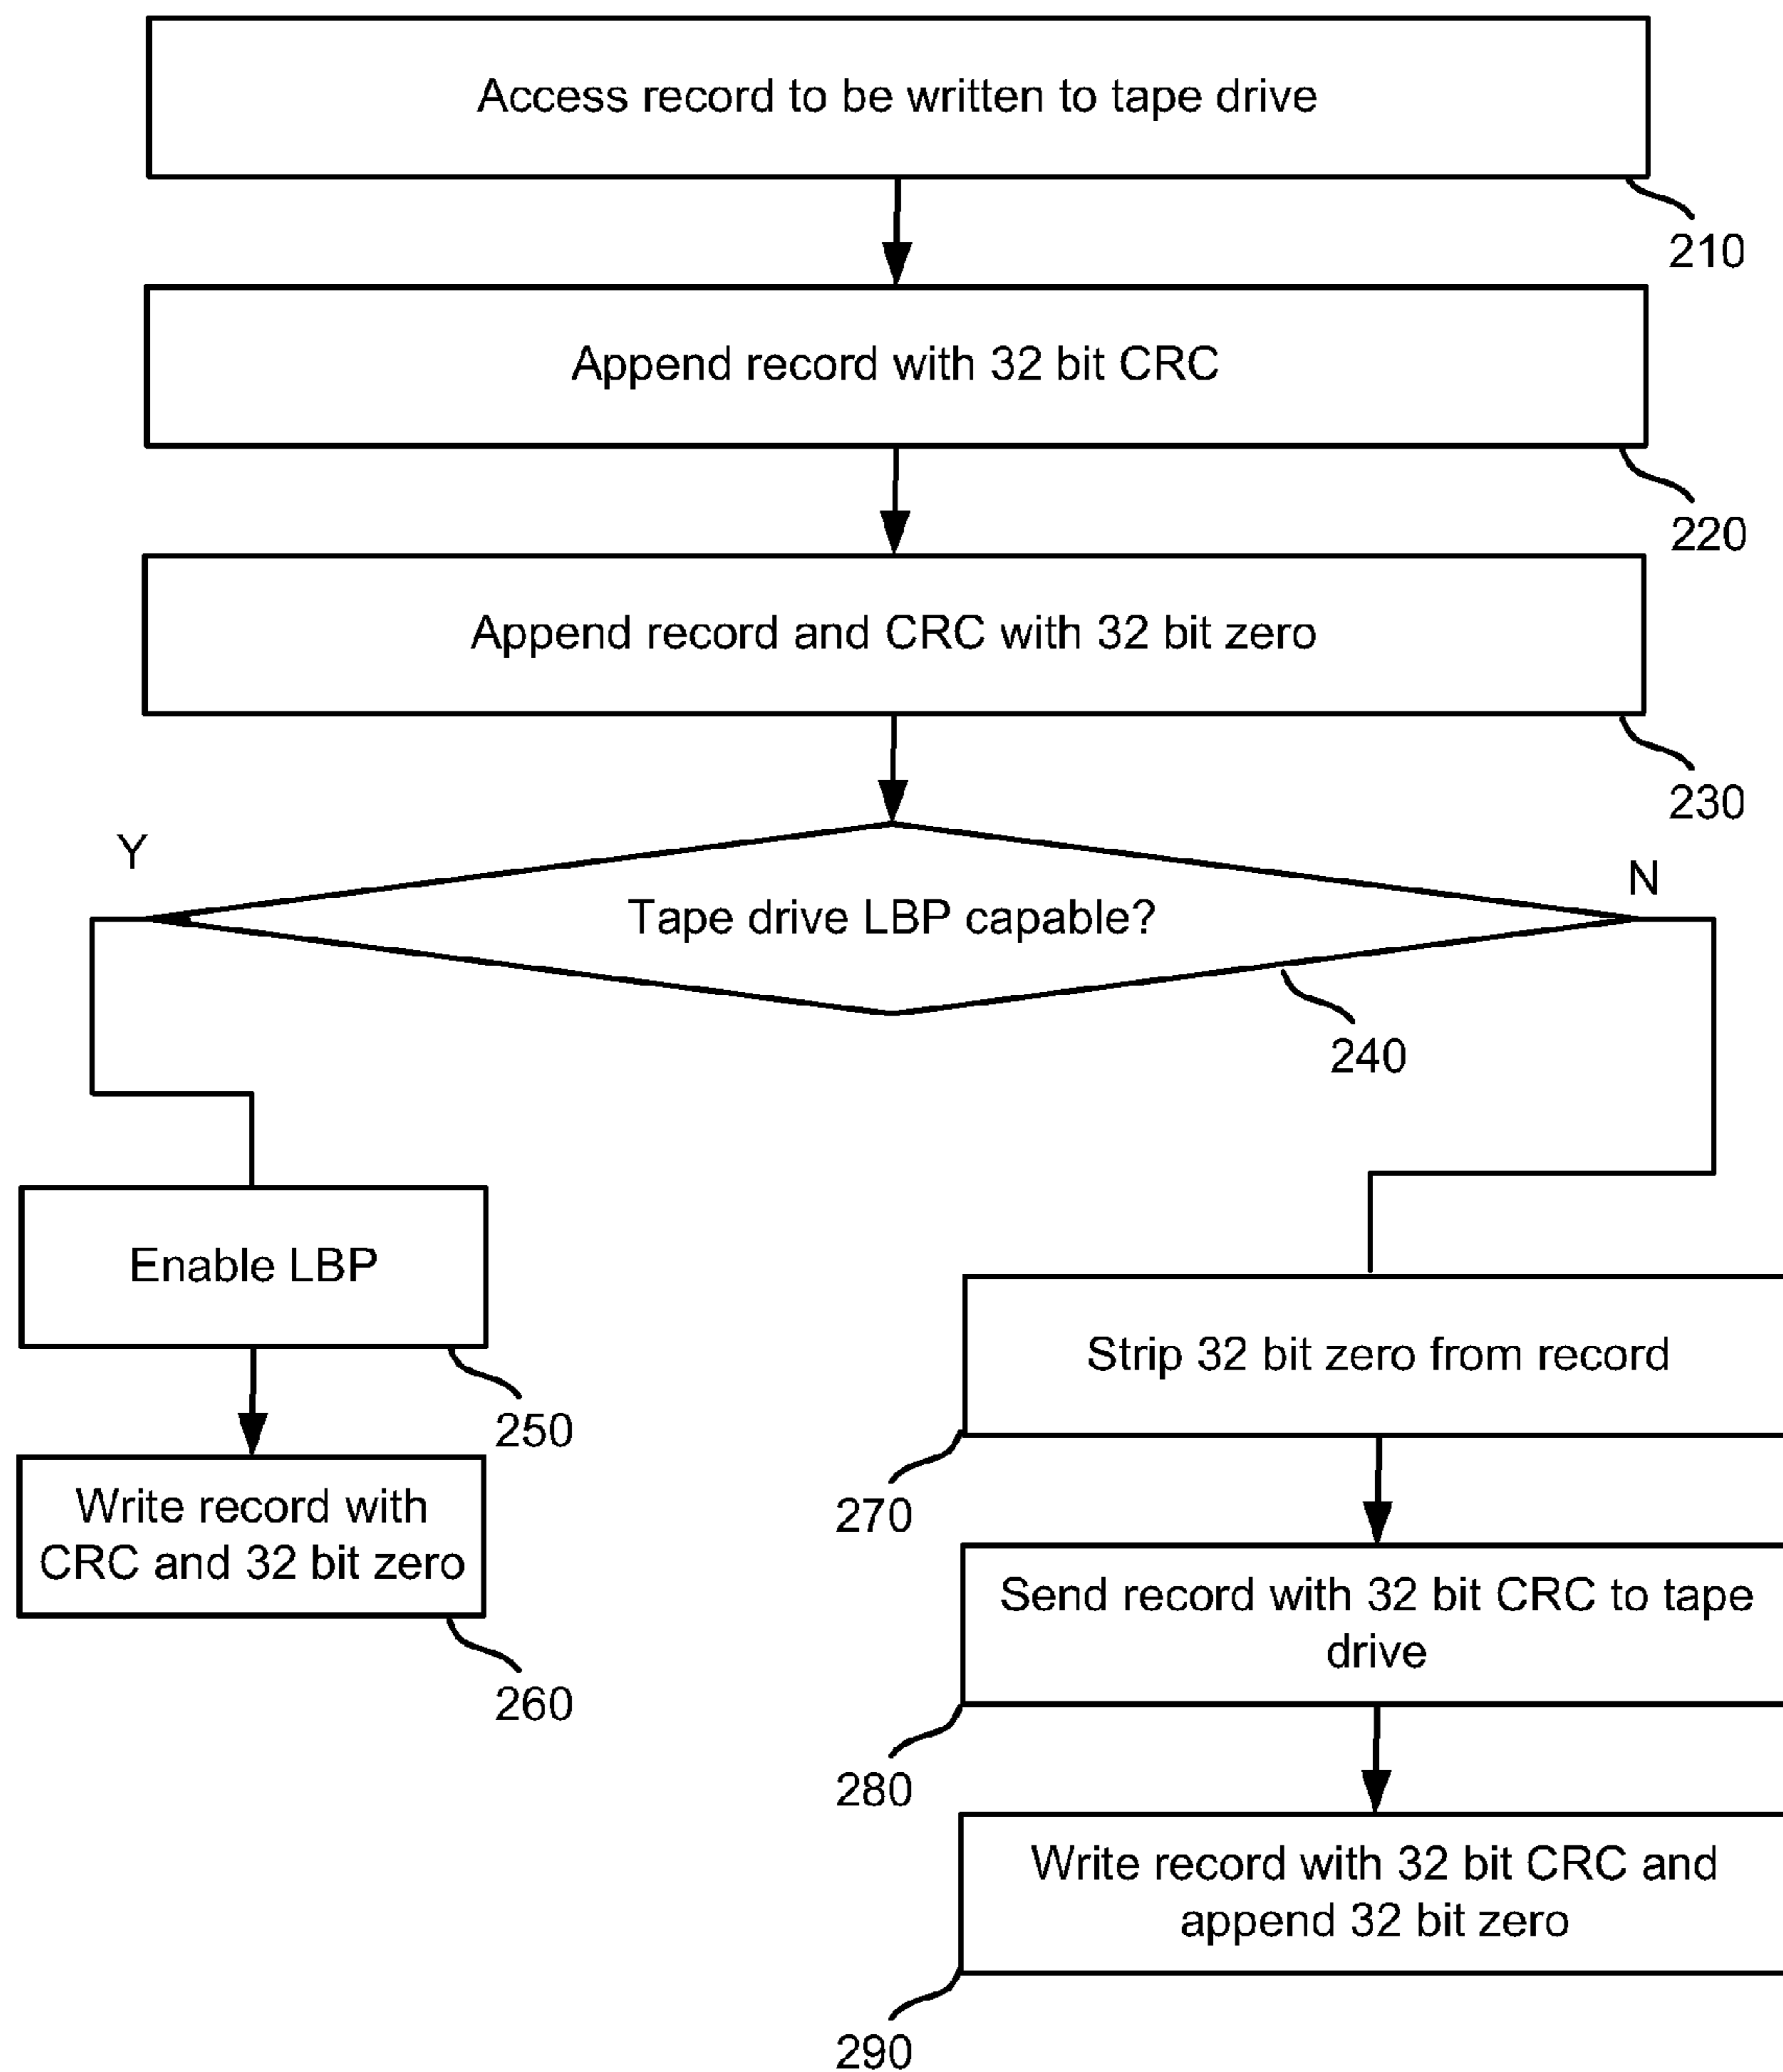 Access record to be written to tape drive
210
Append record with 32 bit CRC
220
Append record and CRC with 32 bit zero
230
Y
N
Tape drive LBP capable?
240
Enable LBP
250
Write record with
CRC and 32 bit zero
260
Strip 32 bit zero from record
270
Send record with 32 bit CRC to tape
drive
280
Write record with 32 bit CRC and
append 32 bit zero
290